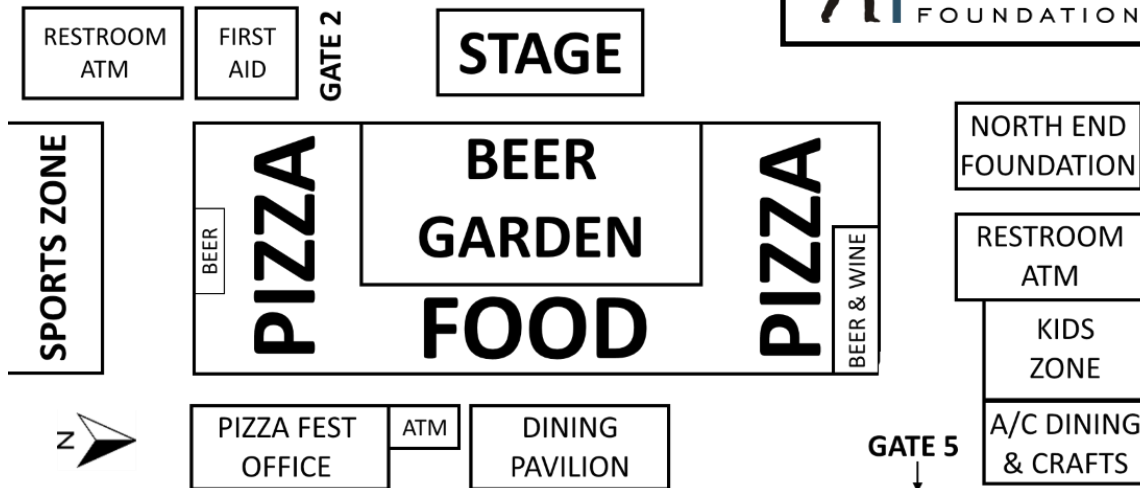 FOUNDATION
RESTROOM
ATM
FIRST
AID
GATE 2
STAGE
NORTH END
FOUNDATION
SPORTS ZONE
BEER
PIZZA
BEER
GARDEN
FOOD
PIZZA
BEER & WINE
RESTROOM
ATM
KIDS
ZONE
N
PIZZA FEST
OFFICE
ATM
DINING
PAVILION
GATE 5
A/C DINING
& CRAFTS